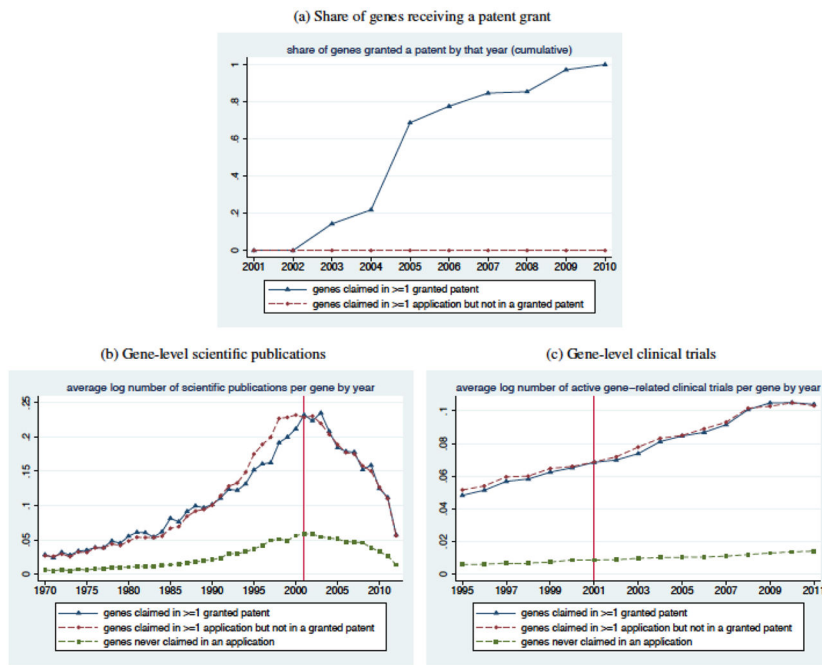 (a) Share of genes receiving a patent grant
share of genes granted a patent by that year (cumulative)
1
.8
.6
.4
.2
0
2001 2002 2003 2004 2005 2006 2007 2008 2009 2010
genes claimed in >=1 granted patent
genes claimed in >=1 application but not in a granted patent
(b) Gene-level scientific publications
average log number of scientific publications per gene by year
.25
.2
.15
.1
.05
0
1970 1975 1980 1985 1990 1995 2000 2005 2010
genes claimed in >=1 granted patent
genes claimed in >=1 application but not in a granted patent
genes never claimed in an application
(c) Gene-level clinical trials
average log number of active gene-related clinical trials per gene by year
.1
.08
.06
.04
.02
0
1995 1997 1999 2001 2003 2005 2007 2009 2011
genes claimed in >=1 granted patent
genes claimed in >=1 application but not in a granted patent
genes never claimed in an application